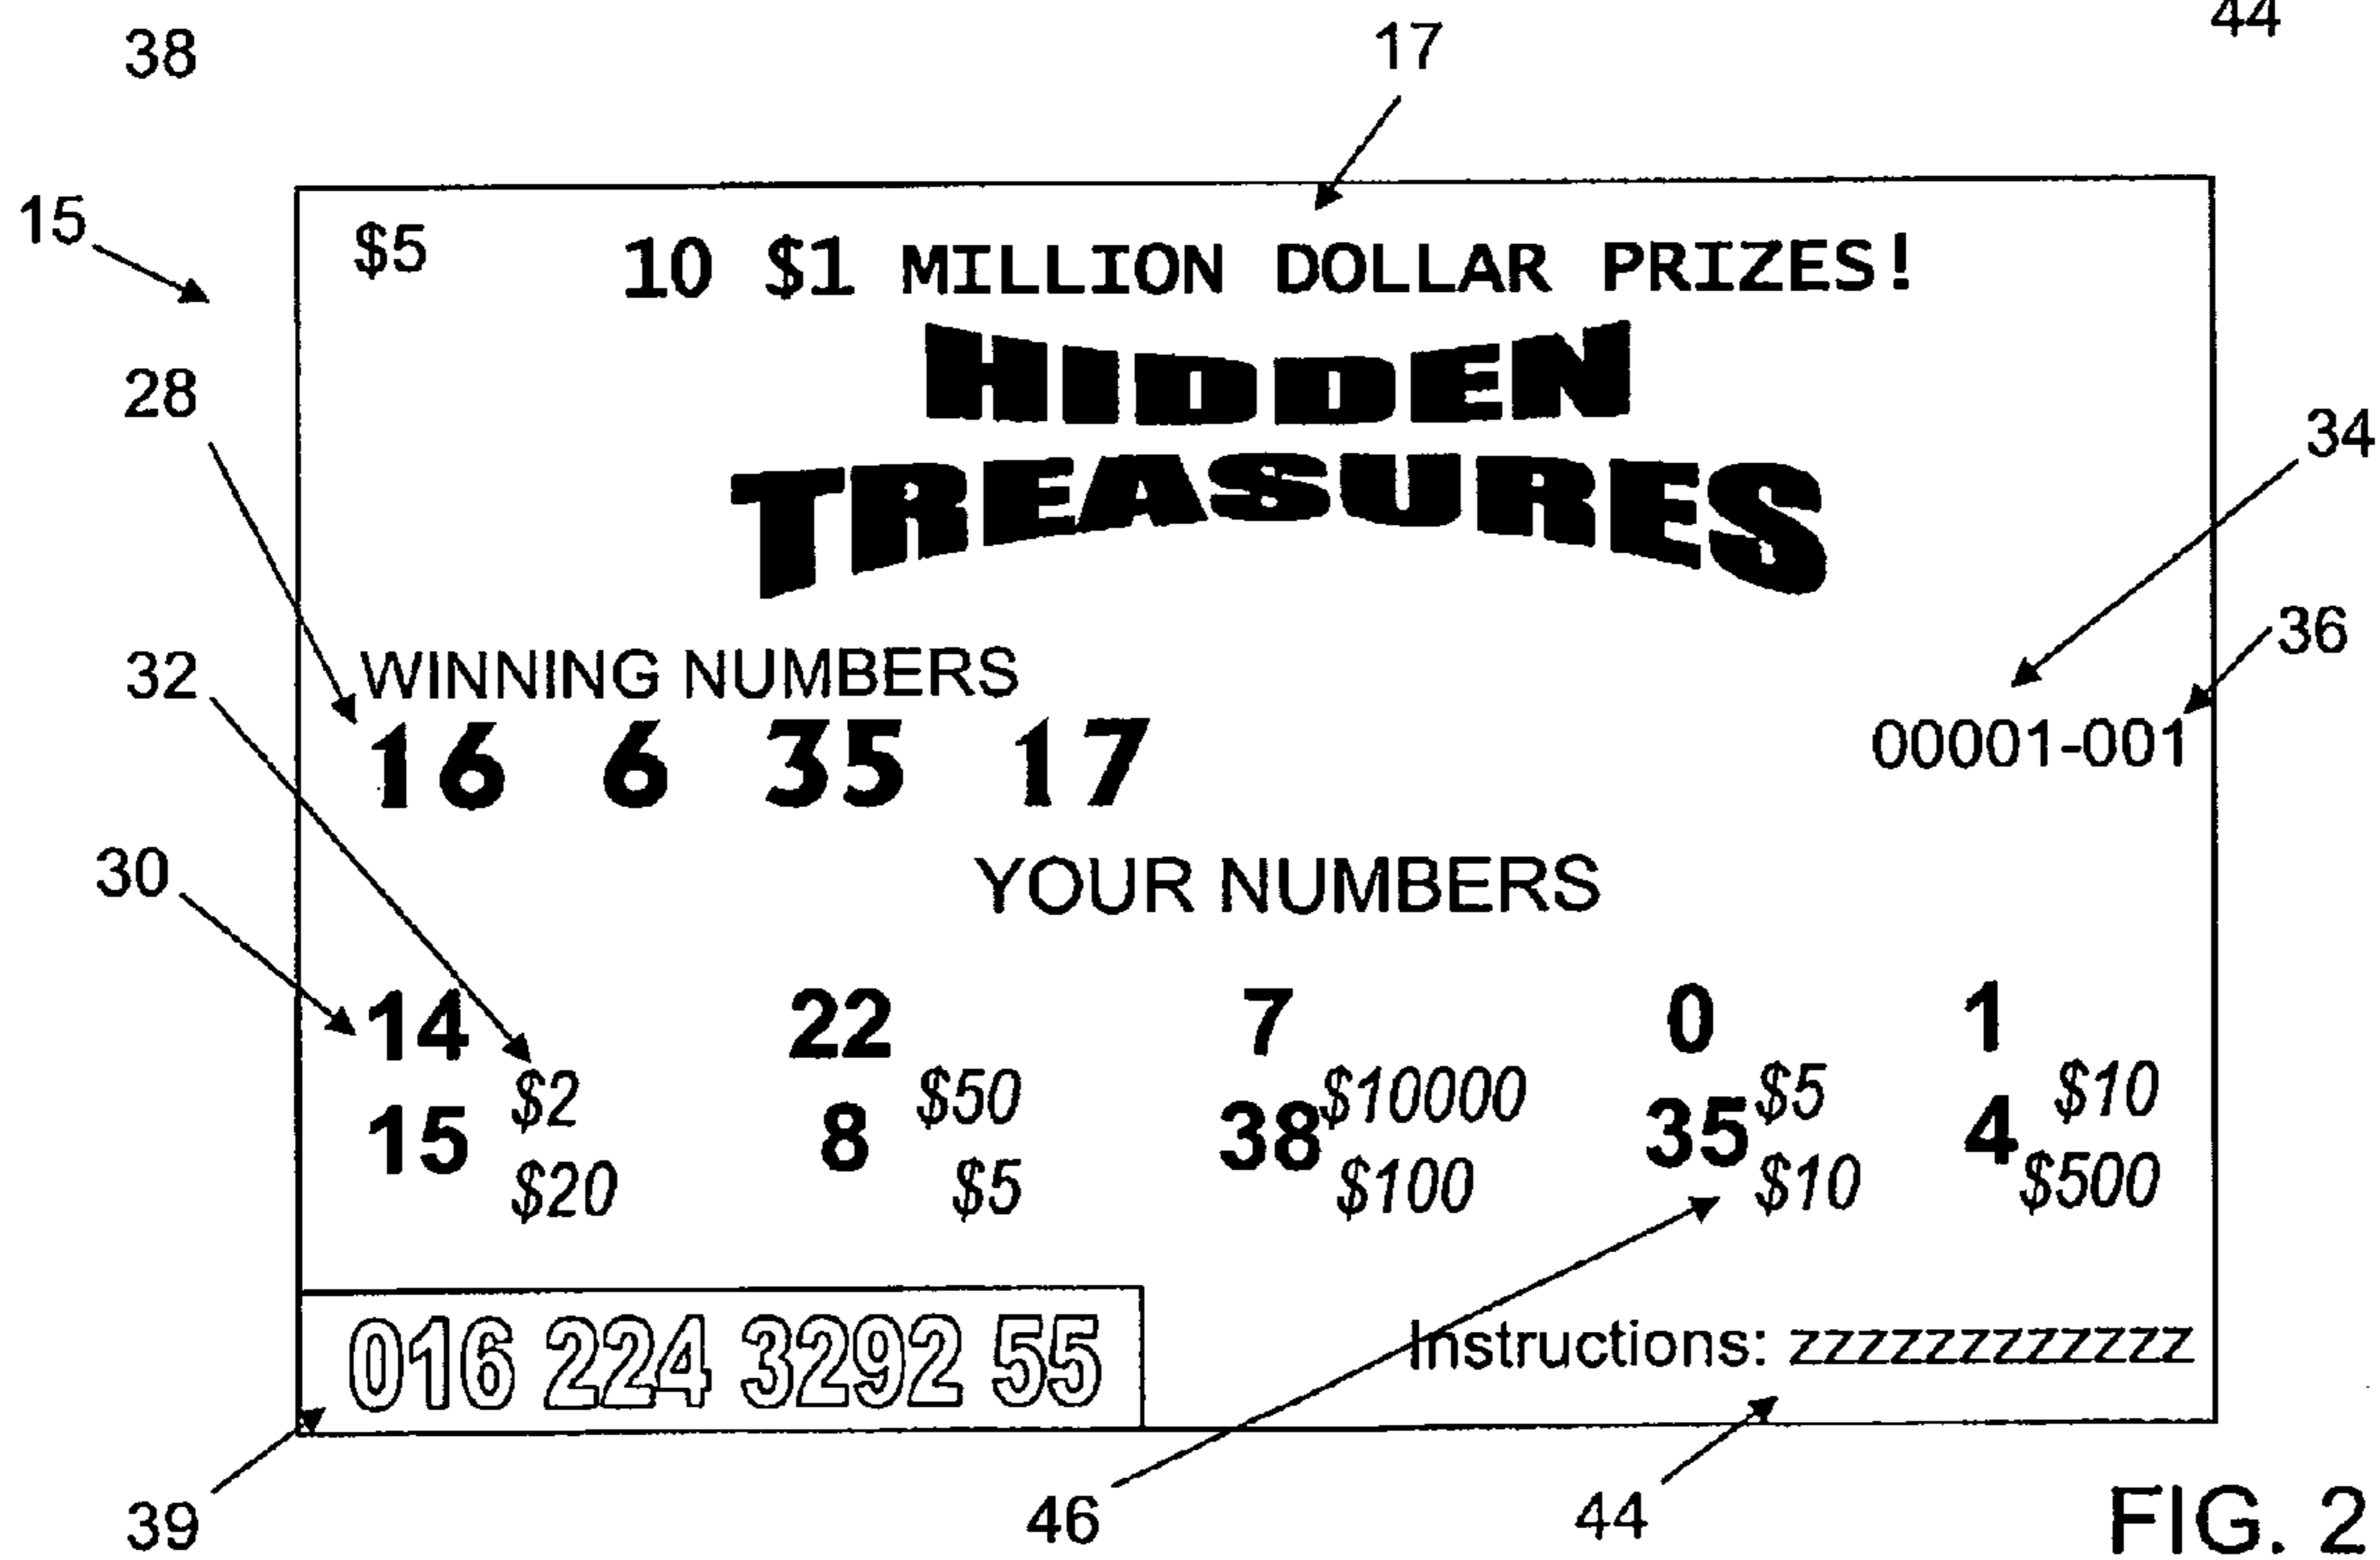 38 17 44
15
$5 10 $1 MILLION DOLLAR PRIZES!
HIDDEN
28
34
TREASURES
36
32 WINNING NUMBERS
16 6 35 17 00001-001
30 YOUR NUMBERS
14 22 7 0 1
$2 $50 $10000 $5 $10
15 8 38 35 4
$20 $5 $100 $10 $500
016 224 3292 55 Instructions: zzzzzzzzzzzz
39 46 44 FIG. 2